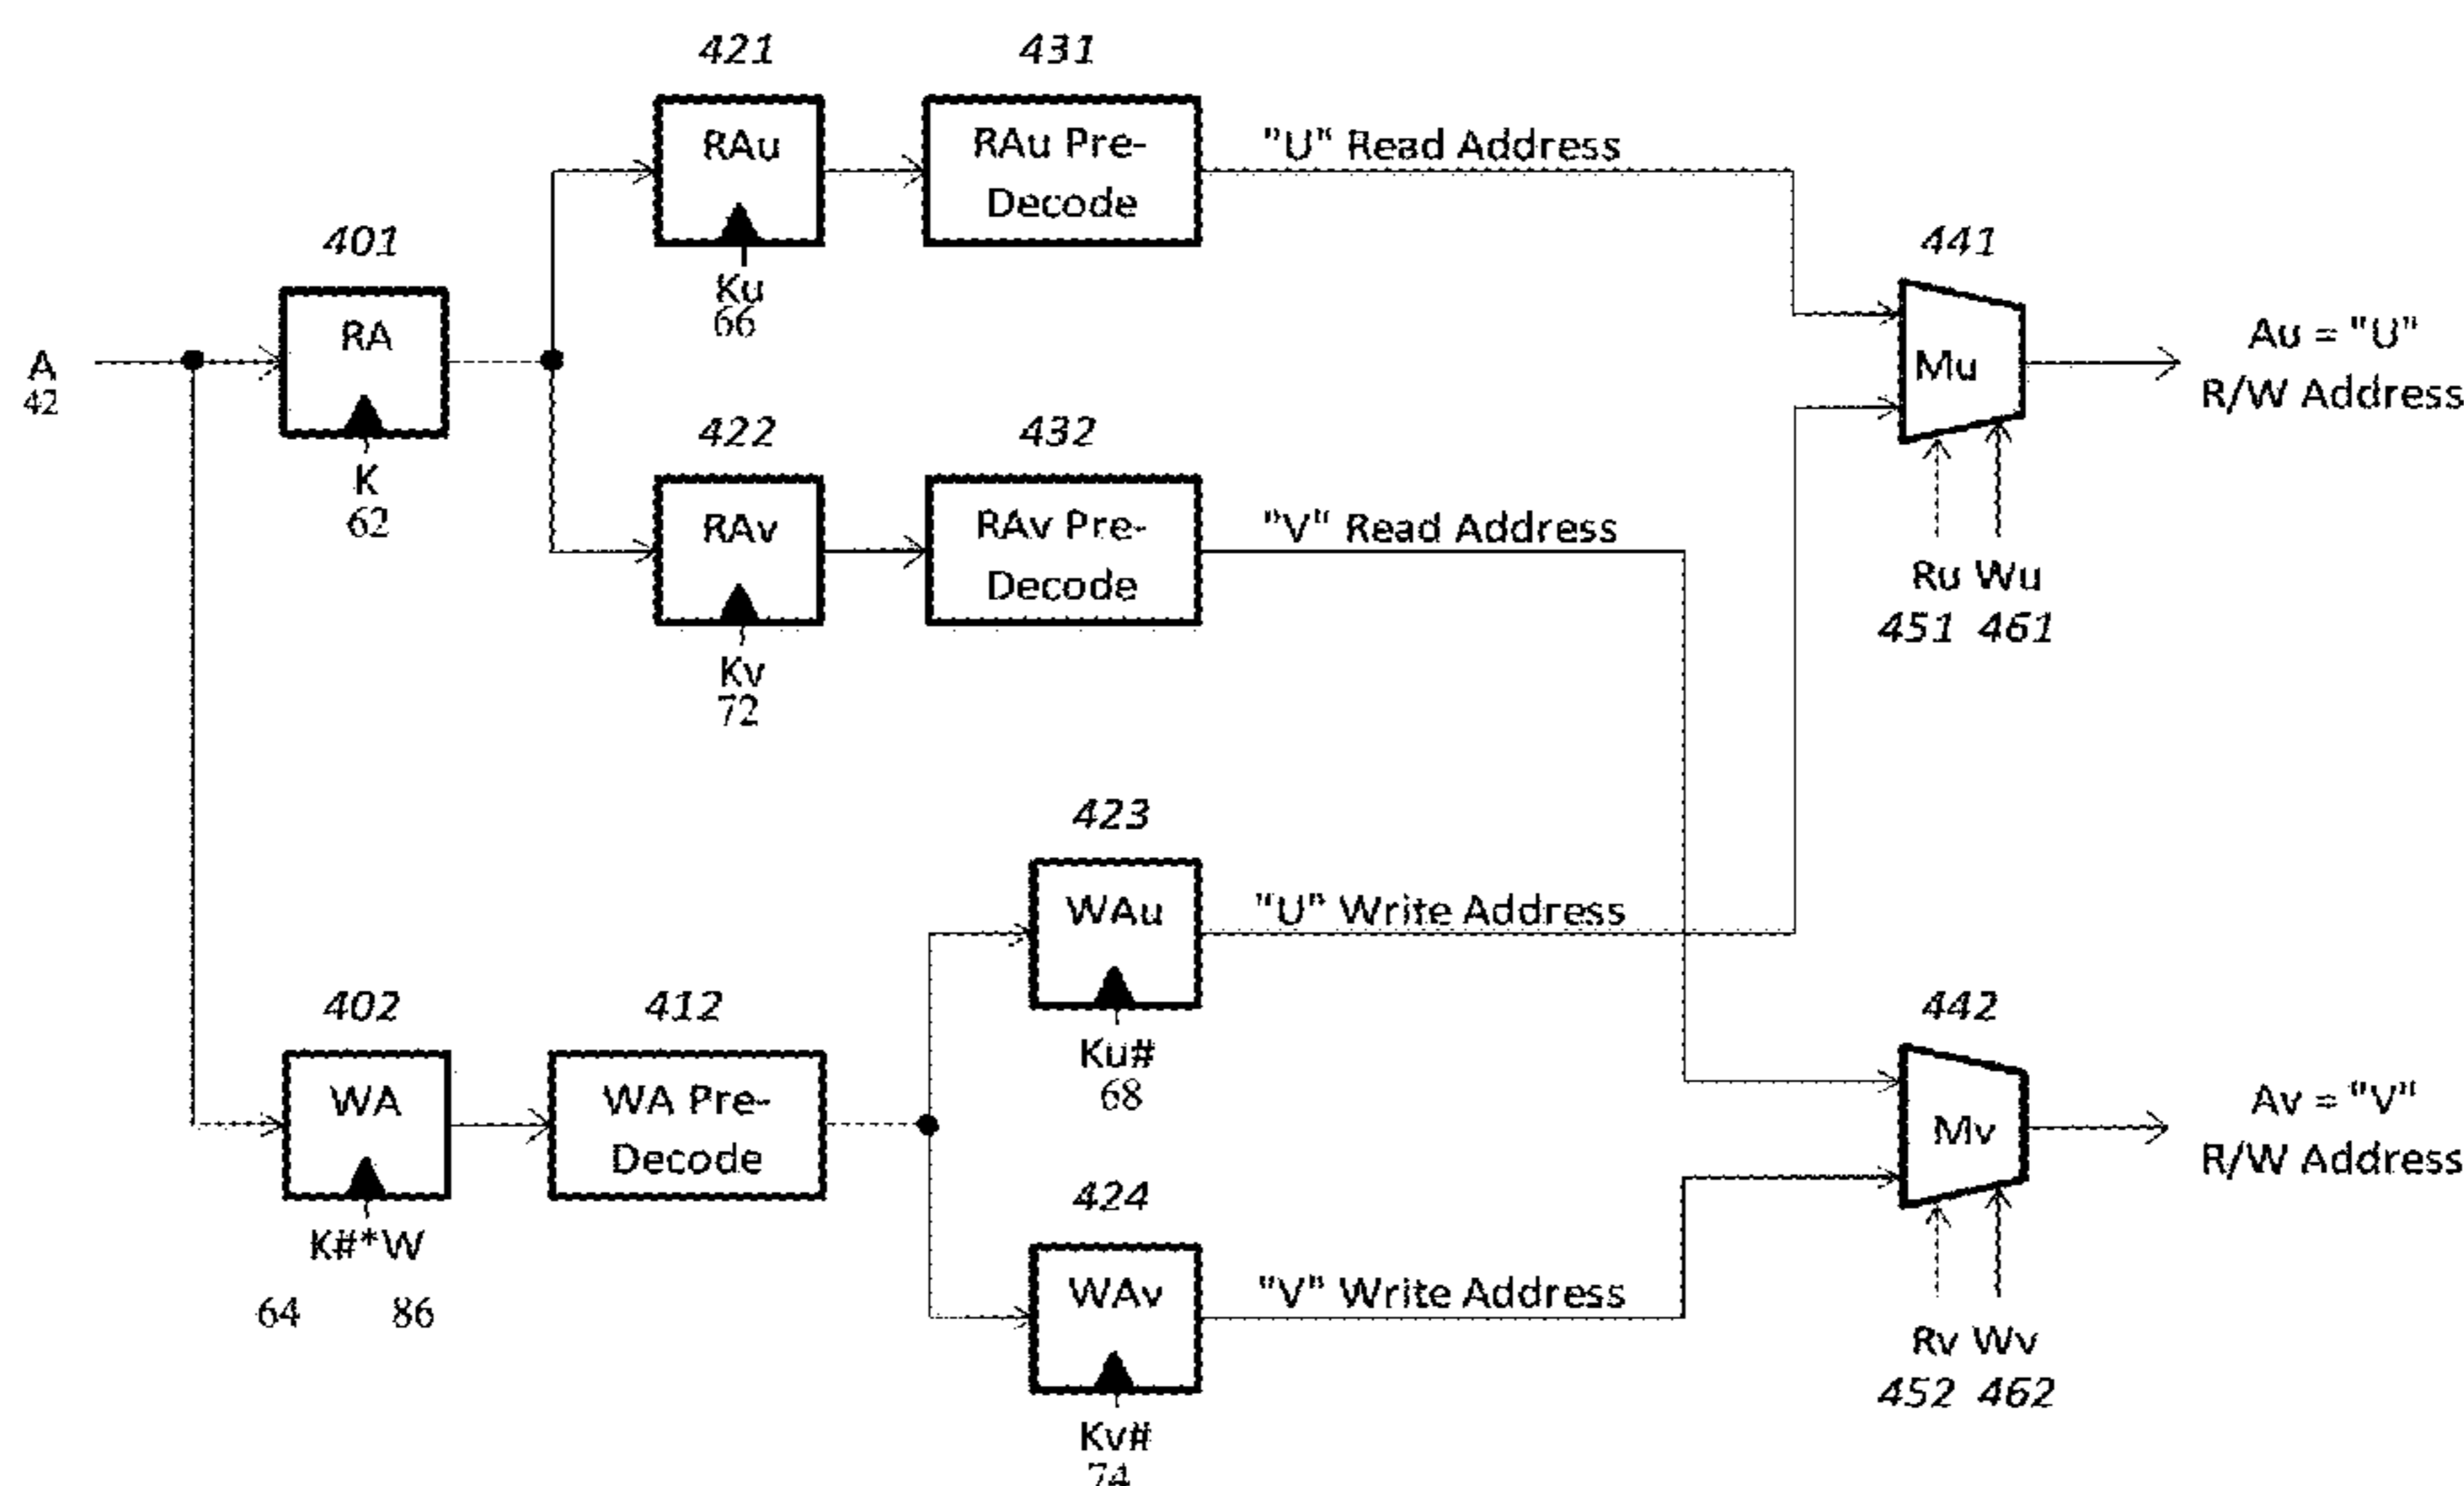 421
431
RAu
RAu Pre-
Decode
"U" Read Address
Ku
66
401
RA
K
62
A
42
441
Mu
Au = "U"
R/W Address
Ru Wu
451 461
422
432
RAv
RAv Pre-
Decode
"V" Read Address
Kv
72
423
WAu
"U" Write Address
Ku#
68
402
412
WA
WA Pre-
Decode
K#*W
64 86
442
Mv
Av = "V"
R/W Address
Rv Wv
452 462
424
WAv
"V" Write Address
Kv#
74